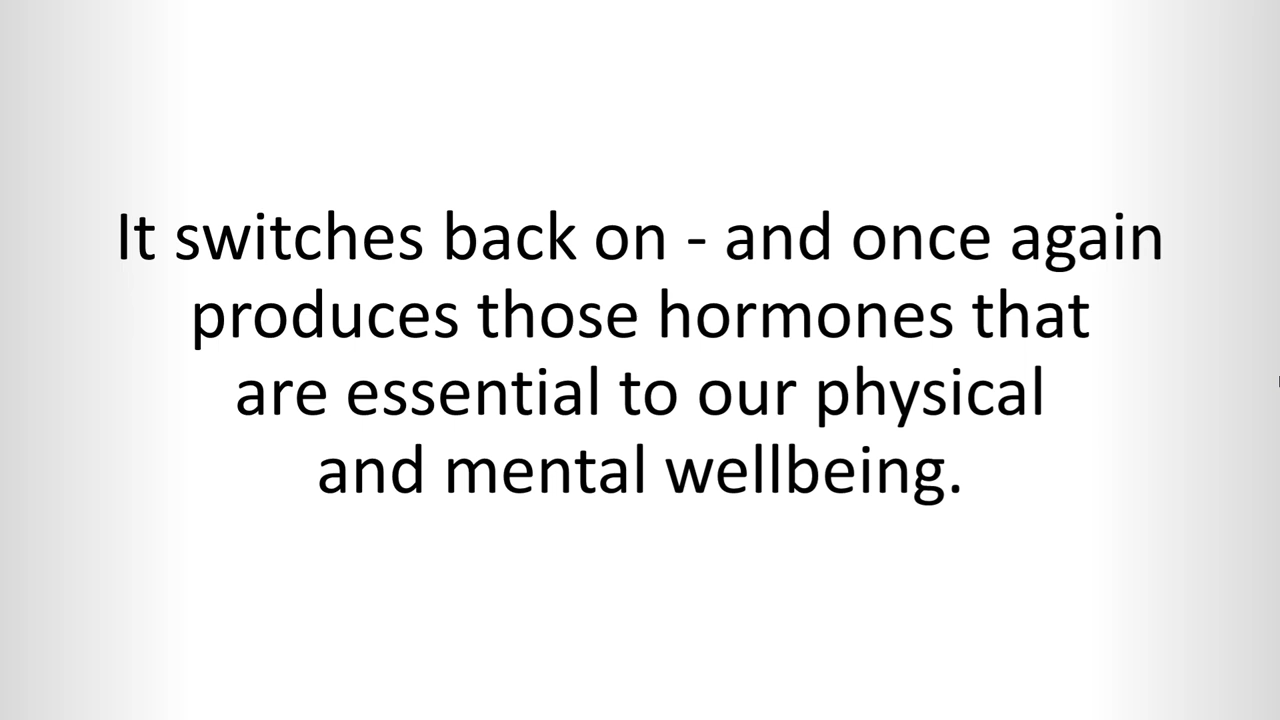 It switches back on - and once again
produces those hormones that
are essential to our physical
and mental wellbeing.